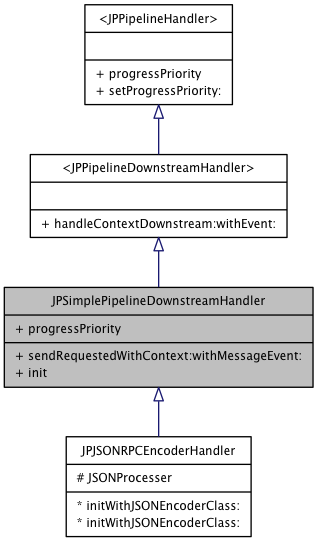 <JPPipelineHandler>
+ progressPriority
+ setProgressPriority:
<JPPipelineDownstreamHandler>
+ handleContextDownstream:withEvent:
JPSimplePipelineDownstreamHandler
+ progressPriority
+ sendRequestedWithContext:withMessageEvent:
+ init
JPJSONRPCEncoderHandler
# JSONProcesser
* initWithJSONEncoderClass:
* initWithJSONEncoderClass: